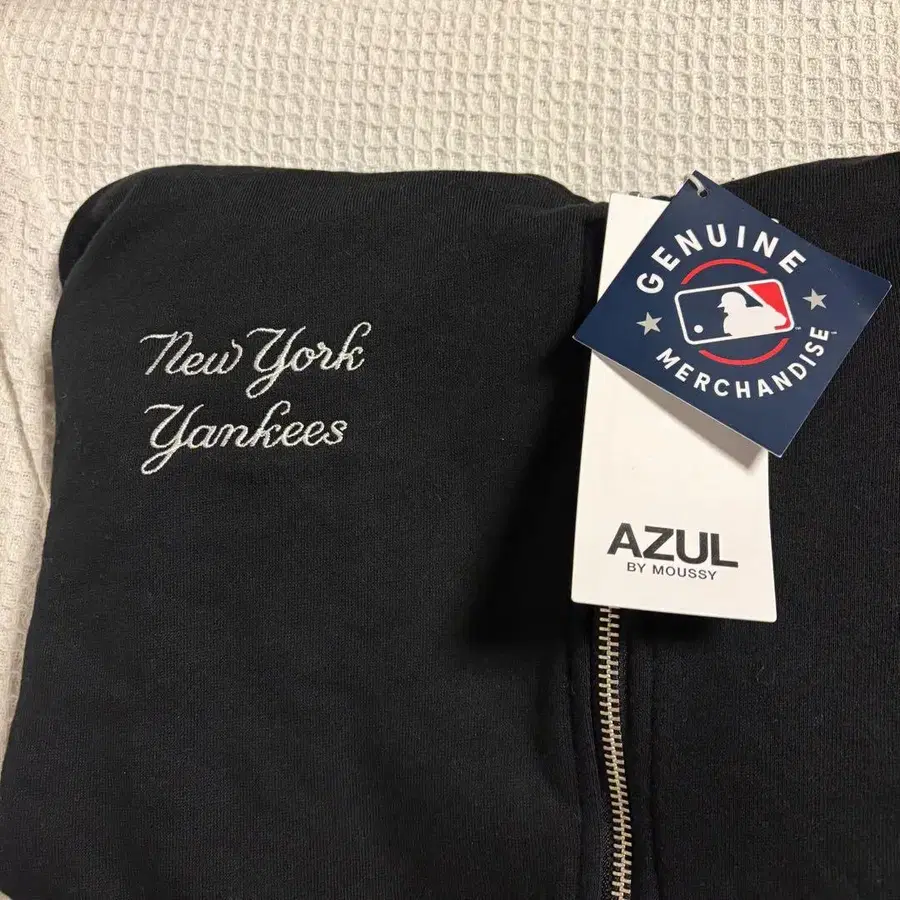 New York
Yankees
GENUINE
MERCHANDISE
AZUL
BY MOUSSY